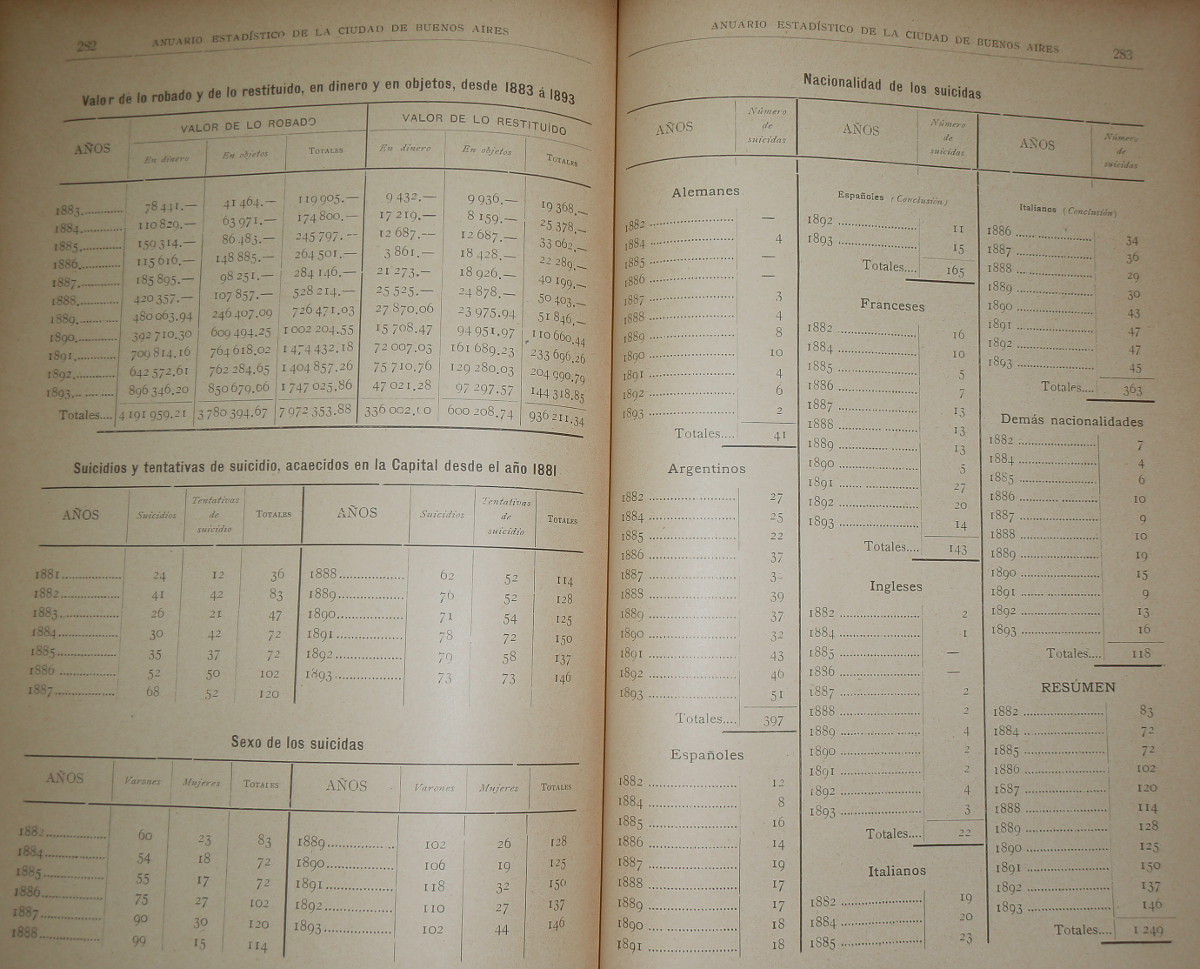 282 ANUARIO ESTADÍSTICO DE LA CIUDAD DE BUENOS AIRES
Valor de lo robado y de lo restituído, en dinero y en objetos, desde 1883 á 1893
AÑOS VALOR DE LO ROBADO VALOR DE LO RESTITUÍDO
En dinero En objetos TOTALES En dinero En objetos TOTALES
1883............ 78 441.— 41 464.— 119 905.— 9 432.— 9 936.— 19 368.—
1884............ 110 829.— 63 971.— 174 800.— 17 219.— 8 159.— 25 378.—
1885............ 159 314.— 86 483.— 245 797.— 12 687.— 12 687.— 33 062.—
1886............ 115 616.— 148 885.— 264 501.— 3 861.— 18 428.— 22 289.—
1887............ 185 895.— 98 251.— 284 146.— 21 273.— 18 926.— 40 199.—
1888............ 420 357.— 107 857.— 528 214.— 25 525.— 24 878.— 50 403.—
1889............ 480 063.94 246 407.09 726 471.03 27 870.06 23 975.94 51 846.—
1890............ 392 710.30 609 494.25 1 002 204.55 15 708.47 94 951.97 110 660.44
1891............ 709 814.16 764 618.02 1 474 432.18 72 007.03 161 689.23 233 696.26
1892............ 642 572.61 762 284.65 1 404 857.26 75 710.76 129 280.03 204 990.79
1893............ 896 346.20 850 679.66 1 747 025.86 47 021.28 97 297.57 144 318.85
Totales.... 4 191 959.21 3 780 394.67 7 972 353.88 336 002.10 600 208.74 936 211.34
Suicidios y tentativas de suicidio, acaecidos en la Capital desde el año 1881
AÑOS Suicidios Tentativas de suicidio TOTALES AÑOS Suicidios Tentativas de suicidio TOTALES
1881............ 24 12 36 1888............ 62 52 114
1882............ 41 42 83 1889............ 76 52 128
1883............ 26 21 47 1890............ 71 54 125
1884............ 30 42 72 1891............ 78 72 150
1885............ 35 37 72 1892............ 79 58 137
1886............ 52 50 102 1893............ 73 73 146
1887............ 68 52 120
Sexo de los suicidas
AÑOS Varones Mujeres TOTALES AÑOS Varones Mujeres TOTALES
1882............ 60 23 83 1889............ 102 26 128
1884............ 54 18 72 1890............ 106 19 125
1885............ 55 17 72 1891............ 118 32 150
1886............ 75 27 102 1892............ 110 27 137
1887............ 90 30 120 1893............ 102 44 146
1888............ 99 15 114
ANUARIO ESTADÍSTICO DE LA CIUDAD DE BUENOS AIRES 283
Nacionalidad de los suicidas
AÑOS Número de suicidas
Alemanes
1882............ —
1884............ 4
1885............ —
1886............ —
1887............ 3
1888............ 4
1889............ 8
1890............ 10
1891............ 4
1892............ 6
1893............ 2
Totales.... 41
Argentinos
1882............ 27
1884............ 25
1885............ 22
1886............ 37
1887............ 3
1888............ 39
1889............ 37
1890............ 32
1891............ 43
1892............ 46
1893............ 51
Totales.... 397
Españoles
1882............ 12
1884............ 8
1885............ 16
1886............ 14
1887............ 19
1888............ 17
1889............ 17
1890............ 18
1891............ 18
AÑOS Número de suicidas
Españoles (Conclusión)
1892............ 11
1893............ 15
Totales.... 165
Franceses
1882............ 16
1884............ 10
1885............ 5
1886............ 7
1887............ 13
1888............ 13
1889............ 13
1890............ 5
1891............ 27
1892............ 20
1893............ 14
Totales.... 143
Ingleses
1882............ 2
1884............ 1
1885............ —
1886............ —
1887............ 2
1888............ 2
1889............ 4
1890............ 2
1891............ 2
1892............ 4
1893............ 3
Totales.... 22
Italianos
1882............ 19
1884............ 20
1885............ 23
AÑOS Número de suicidas
Italianos (Conclusión)
1886............ 34
1887............ 36
1888............ 29
1889............ 30
1890............ 43
1891............ 47
1892............ 47
1893............ 45
Totales.... 363
Demás nacionalidades
1882............ 7
1884............ 4
1885............ 6
1886............ 10
1887............ 9
1888............ 10
1889............ 19
1890............ 15
1891............ 9
1892............ 13
1893............ 16
Totales.... 118
RESÚMEN
1882............ 83
1884............ 72
1885............ 72
1886............ 102
1887............ 120
1888............ 114
1889............ 128
1890............ 125
1891............ 150
1892............ 137
1893............ 146
Totales.... 1 249